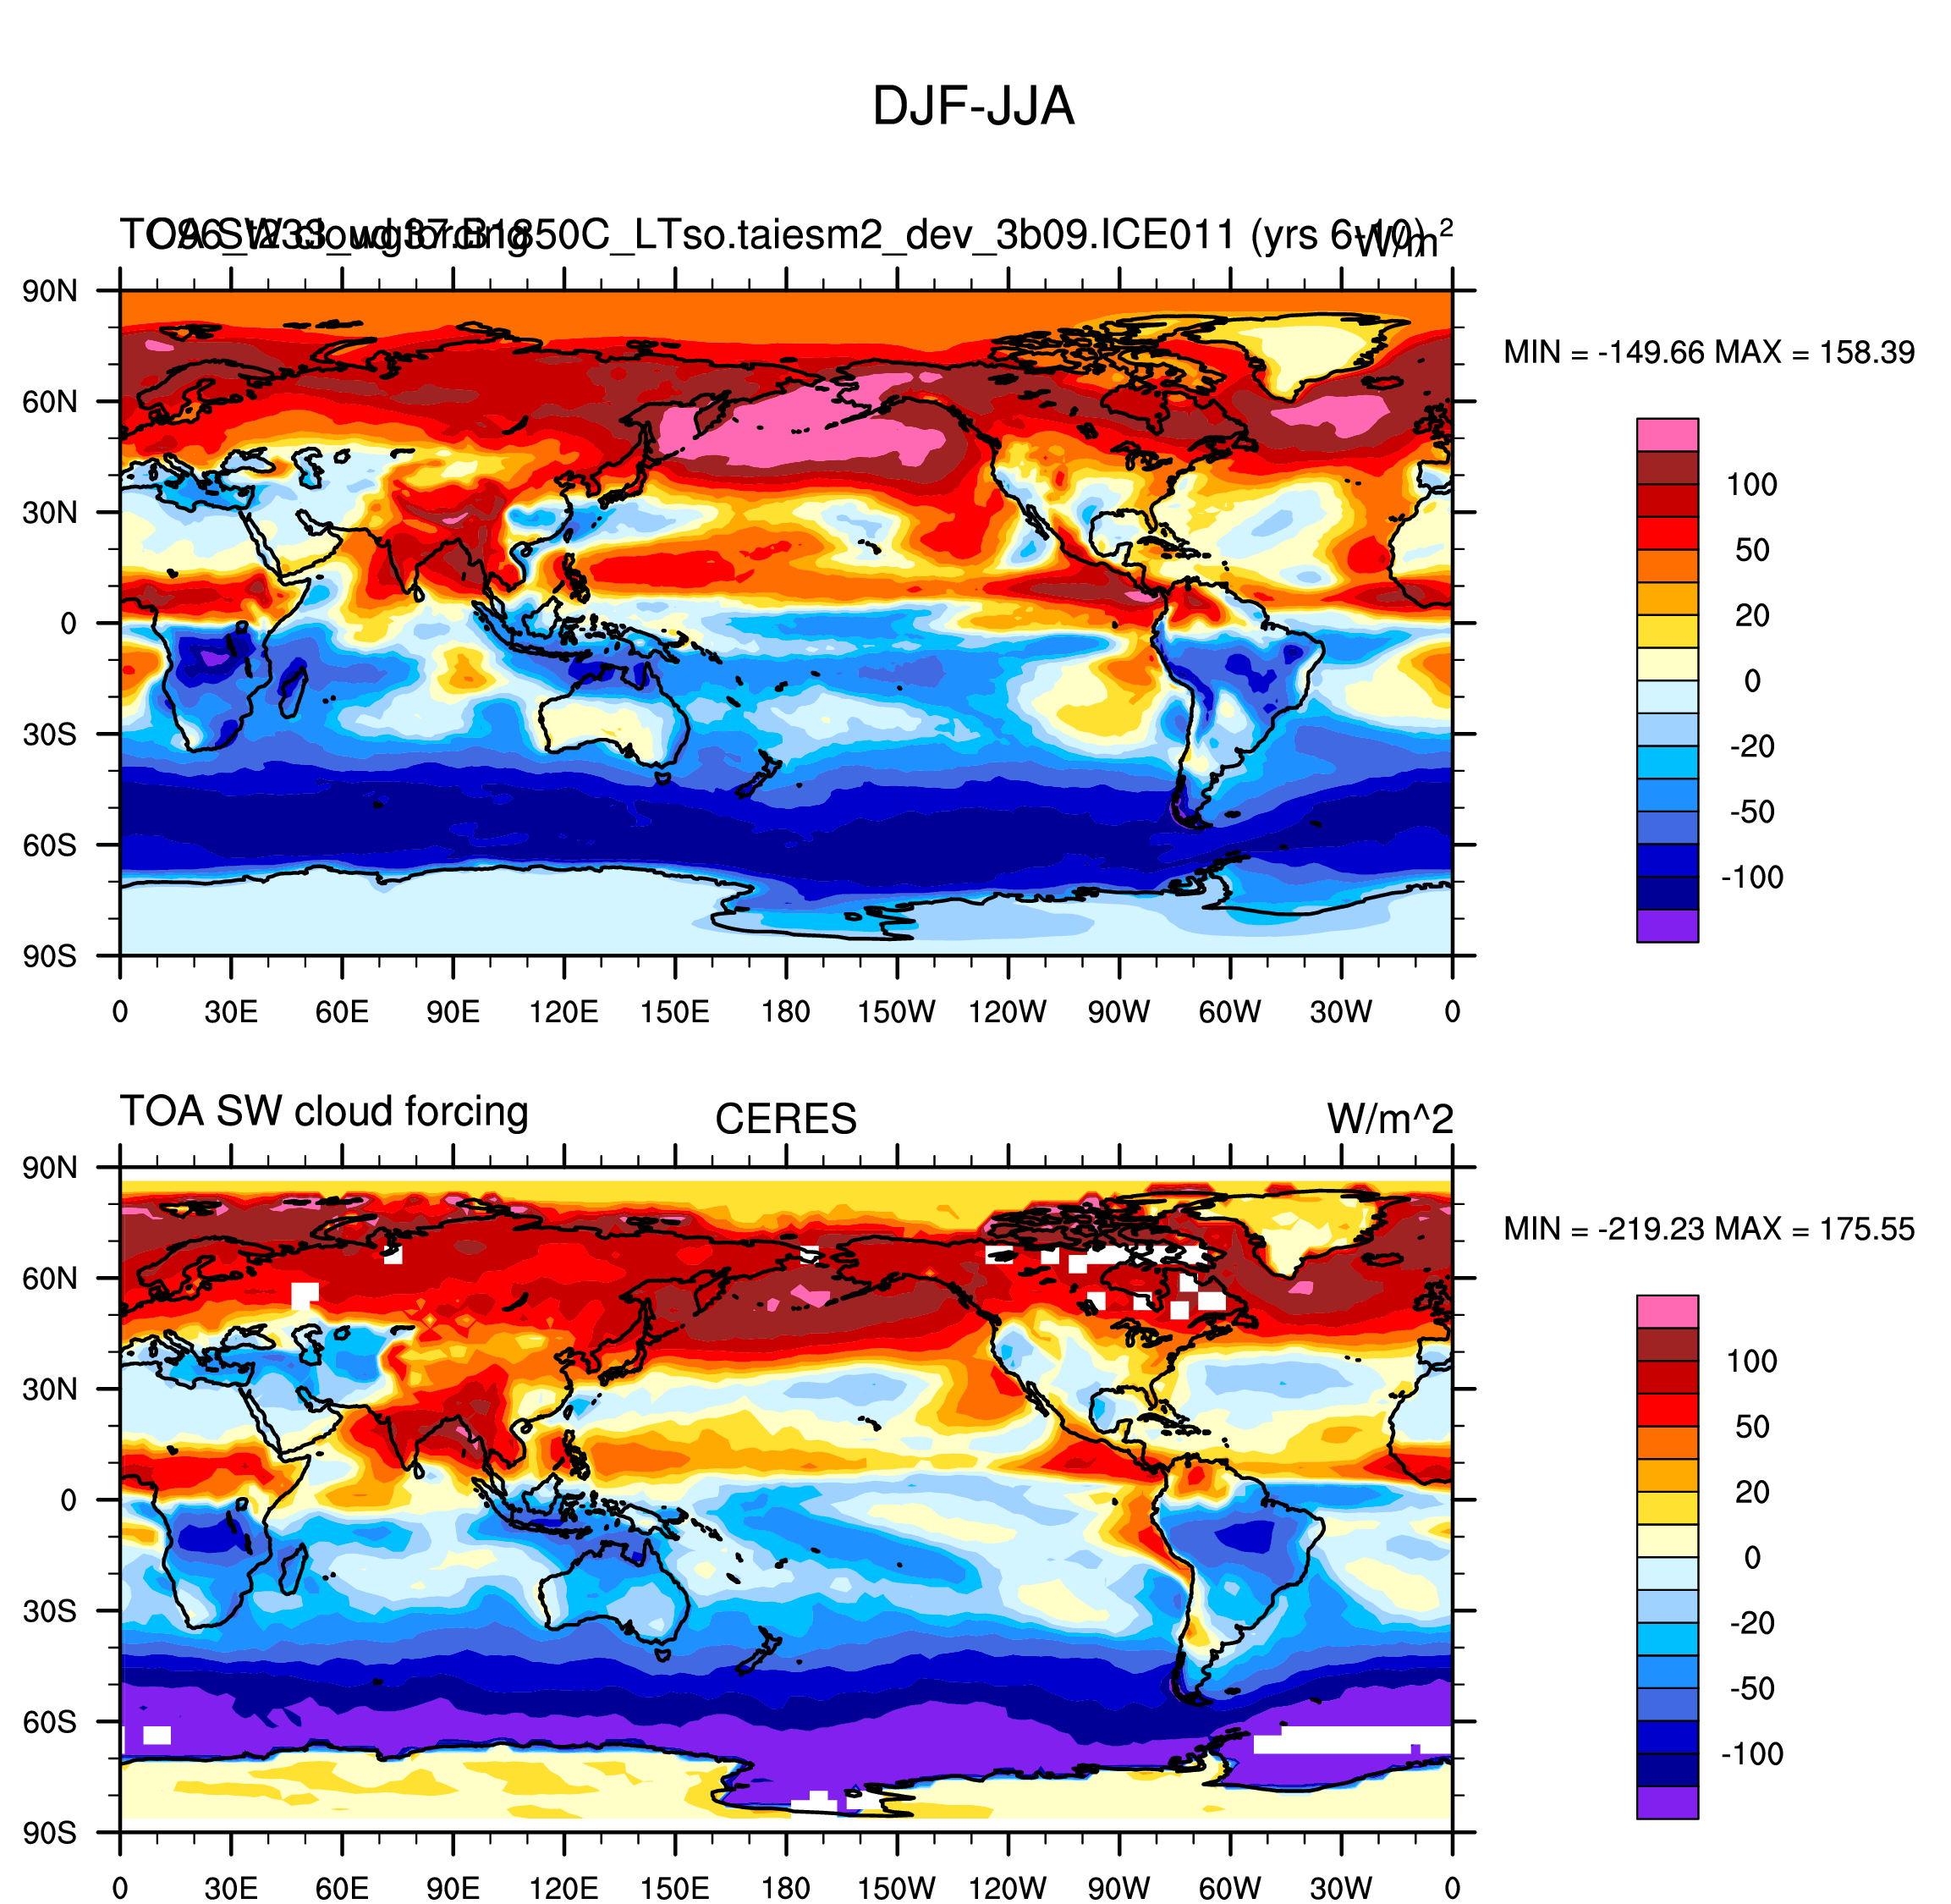 DJF-JJA
TOA SW cloud forcing
C96_1233_wg37.B1850C_LTso.taiesm2_dev_3b09.ICE011 (yrs 6-10)
W/m²
90N
60N
30N
0
30S
60S
90S
0 30E 60E 90E 120E 150E 180 150W 120W 90W 60W 30W 0
MIN = -149.66 MAX = 158.39
100
50
20
0
-20
-50
-100
TOA SW cloud forcing
CERES
W/m^2
90N
60N
30N
0
30S
60S
90S
0 30E 60E 90E 120E 150E 180 150W 120W 90W 60W 30W 0
MIN = -219.23 MAX = 175.55
100
50
20
0
-20
-50
-100